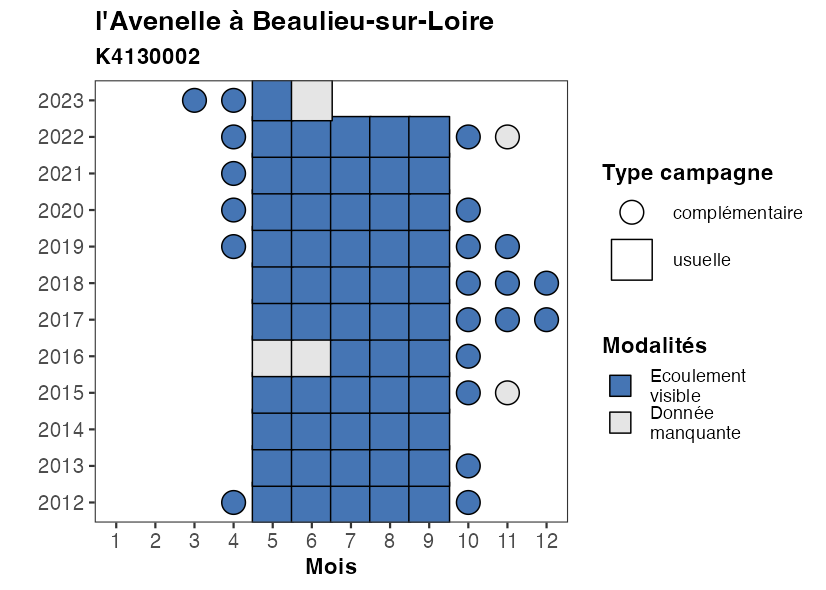 l'Avenelle à Beaulieu-sur-Loire
K4130002
2023
2022
2021
2020
2019
2018
2017
2016
2015
2014
2013
2012
1 2 3 4 5 6 7 8 9 10 11 12
Mois
Type campagne
complémentaire
usuelle
Modalités
Ecoulement
visible
Donnée
manquante